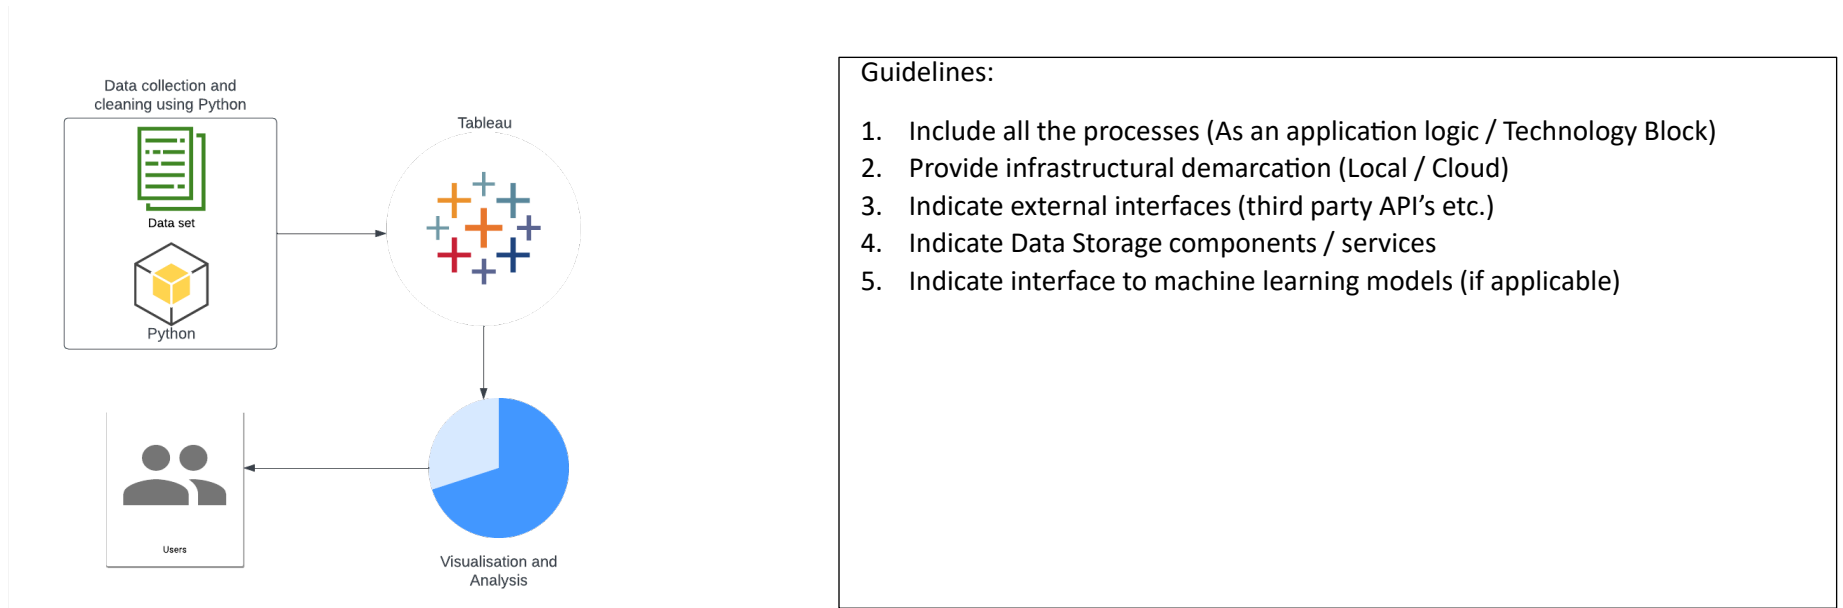 Data collection and
cleaning using Python
Data set
Python
Tableau
Visualisation and
Analysis
Users
Guidelines:
1. Include all the processes (As an application logic / Technology Block)
2. Provide infrastructural demarcation (Local / Cloud)
3. Indicate external interfaces (third party API’s etc.)
4. Indicate Data Storage components / services
5. Indicate interface to machine learning models (if applicable)